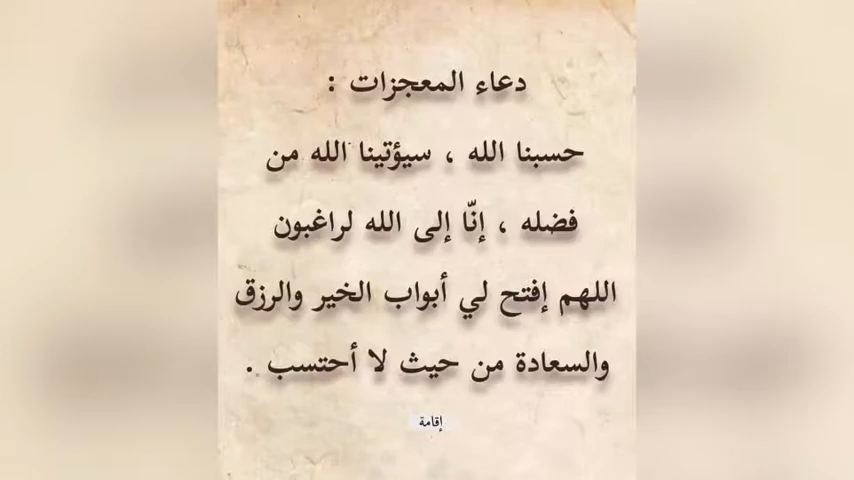 دعاء المعجزات :
حسبنا الله ، سيؤتينا الله من
فضله ، إنّا إلى الله لراغبون
اللهم إفتح لي أبواب الخير والرزق
والسعادة من حيث لا أحتسب .
إقامة